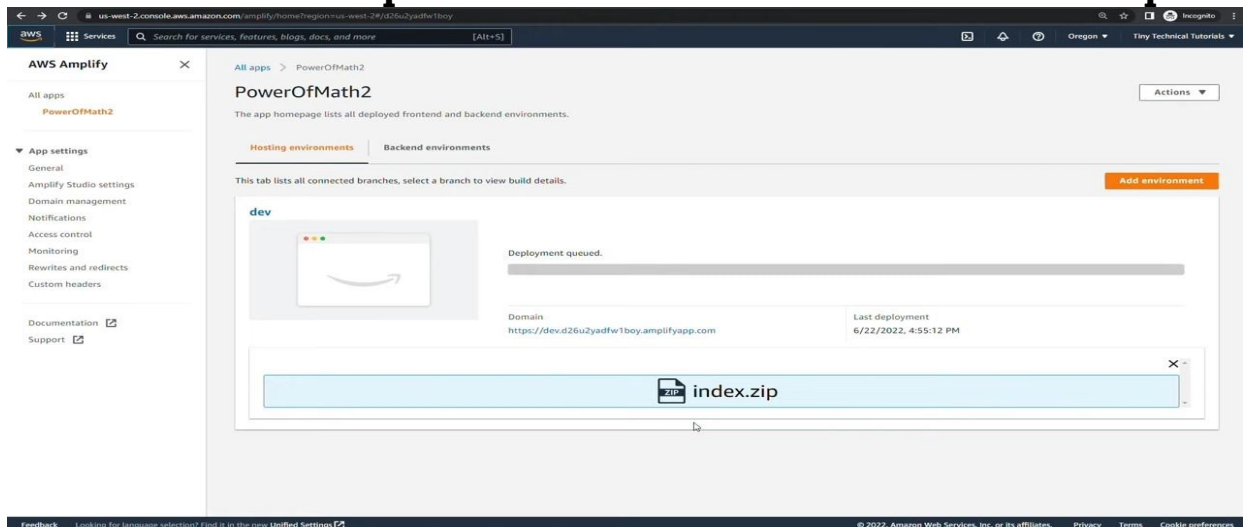 us-west-2.console.aws.amazon.com/amplify/home?region=us-west-2#/d26u2yadfw1boy
Incognito
aws
Services
Search for services, features, blogs, docs, and more
[Alt+S]
Oregon
Tiny Technical Tutorials
AWS Amplify
All apps
PowerOfMath2
App settings
General
Amplify Studio settings
Domain management
Notifications
Access control
Monitoring
Rewrites and redirects
Custom headers
Documentation
Support
All apps > PowerOfMath2
PowerOfMath2
Actions
The app homepage lists all deployed frontend and backend environments.
Hosting environments
Backend environments
This tab lists all connected branches, select a branch to view build details.
Add environment
dev
Deployment queued.
Domain
https://dev.d26u2yadfw1boy.amplifyapp.com
Last deployment
6/22/2022, 4:55:12 PM
ZIP
index.zip
Feedback
Looking for language selection? Find it in the new Unified Settings
© 2022, Amazon Web Services, Inc. or its affiliates.
Privacy
Terms
Cookie preferences